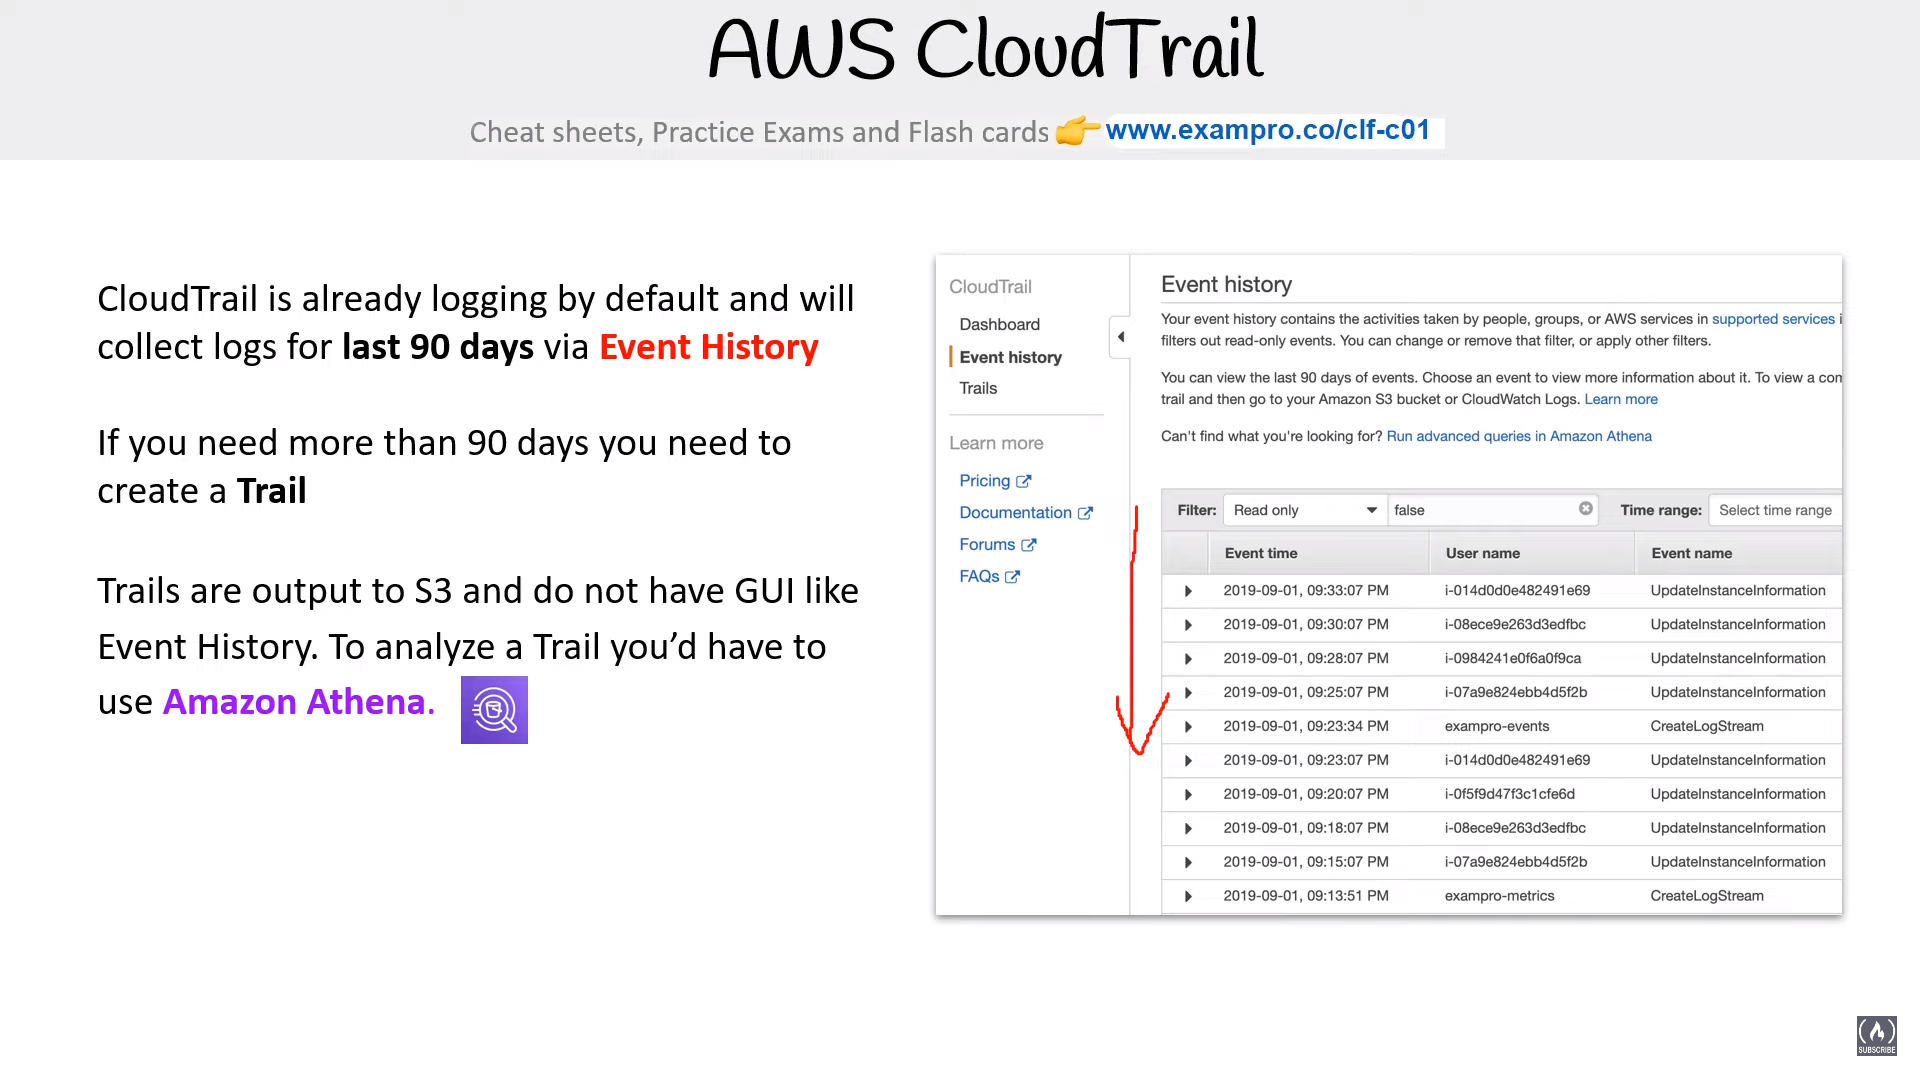 AWS CloudTrail
Cheat sheets, Practice Exams and Flash cards 👉 www.exampro.co/clf-c01
CloudTrail is already logging by default and will
collect logs for last 90 days via Event History
If you need more than 90 days you need to
create a Trail
Trails are output to S3 and do not have GUI like
Event History. To analyze a Trail you’d have to
use Amazon Athena.
CloudTrail
Dashboard
Event history
Trails
Learn more
Pricing
Documentation
Forums
FAQs
Event history
Your event history contains the activities taken by people, groups, or AWS services in supported services i
filters out read-only events. You can change or remove that filter, or apply other filters.
You can view the last 90 days of events. Choose an event to view more information about it. To view a com
trail and then go to your Amazon S3 bucket or CloudWatch Logs. Learn more
Can't find what you're looking for? Run advanced queries in Amazon Athena
Filter: Read only false Time range: Select time range
Event time User name Event name
2019-09-01, 09:33:07 PM i-014d0d0e482491e69 UpdateInstanceInformation
2019-09-01, 09:30:07 PM i-08ece9e263d3edfbc UpdateInstanceInformation
2019-09-01, 09:28:07 PM i-0984241e0f6a0f9ca UpdateInstanceInformation
2019-09-01, 09:25:07 PM i-07a9e824ebb4d5f2b UpdateInstanceInformation
2019-09-01, 09:23:34 PM exampro-events CreateLogStream
2019-09-01, 09:23:07 PM i-014d0d0e482491e69 UpdateInstanceInformation
2019-09-01, 09:20:07 PM i-0f5f9d47f3c1cfe6d UpdateInstanceInformation
2019-09-01, 09:18:07 PM i-08ece9e263d3edfbc UpdateInstanceInformation
2019-09-01, 09:15:07 PM i-07a9e824ebb4d5f2b UpdateInstanceInformation
2019-09-01, 09:13:51 PM exampro-metrics CreateLogStream
SUBSCRIBE